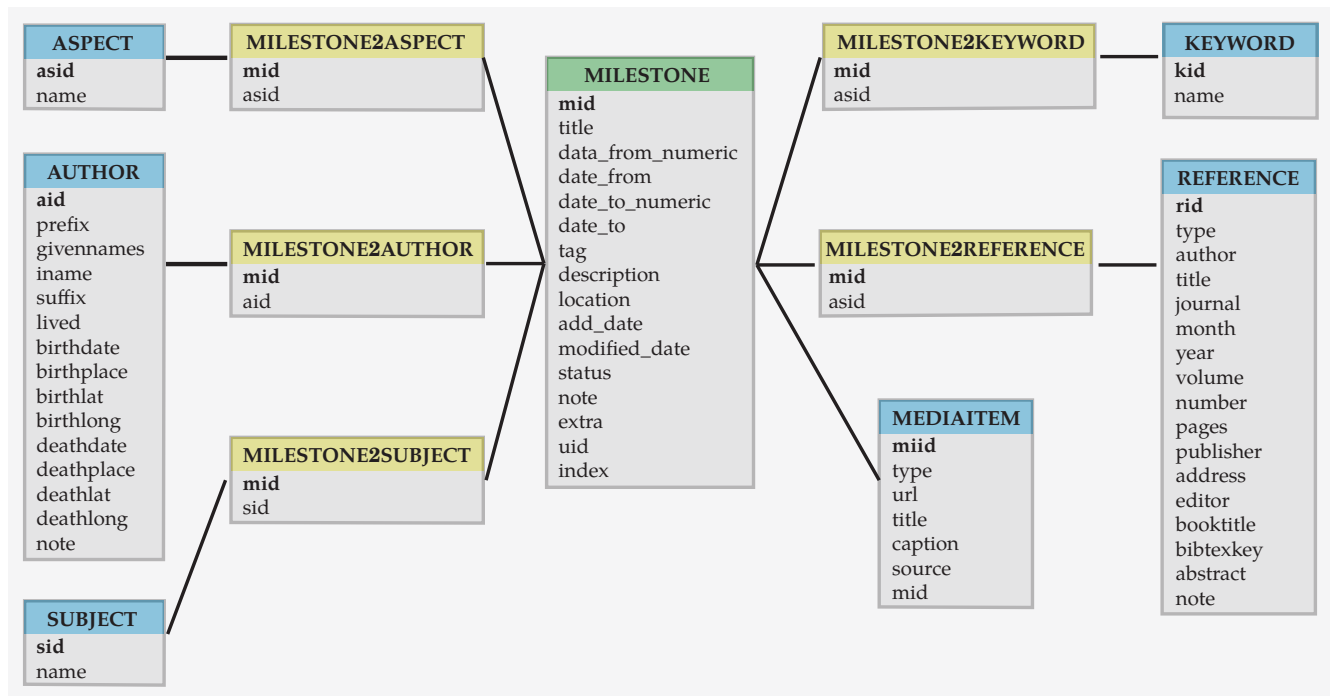 ASPECT
asid
name
MILESTONE2ASPECT
mid
asid
AUTHOR
aid
prefix
givennames
iname
suffix
lived
birthdate
birthplace
birthlat
birthlong
deathdate
deathplace
deathlat
deathlong
note
MILESTONE2AUTHOR
mid
aid
SUBJECT
sid
name
MILESTONE2SUBJECT
mid
sid
MILESTONE
mid
title
data_from_numeric
date_from
date_to_numeric
date_to
tag
description
location
add_date
modified_date
status
note
extra
uid
index
MILESTONE2KEYWORD
mid
asid
KEYWORD
kid
name
MILESTONE2REFERENCE
mid
asid
REFERENCE
rid
type
author
title
journal
month
year
volume
number
pages
publisher
address
editor
booktitle
bibtexkey
abstract
note
MEDIAITEM
miid
type
url
title
caption
source
mid